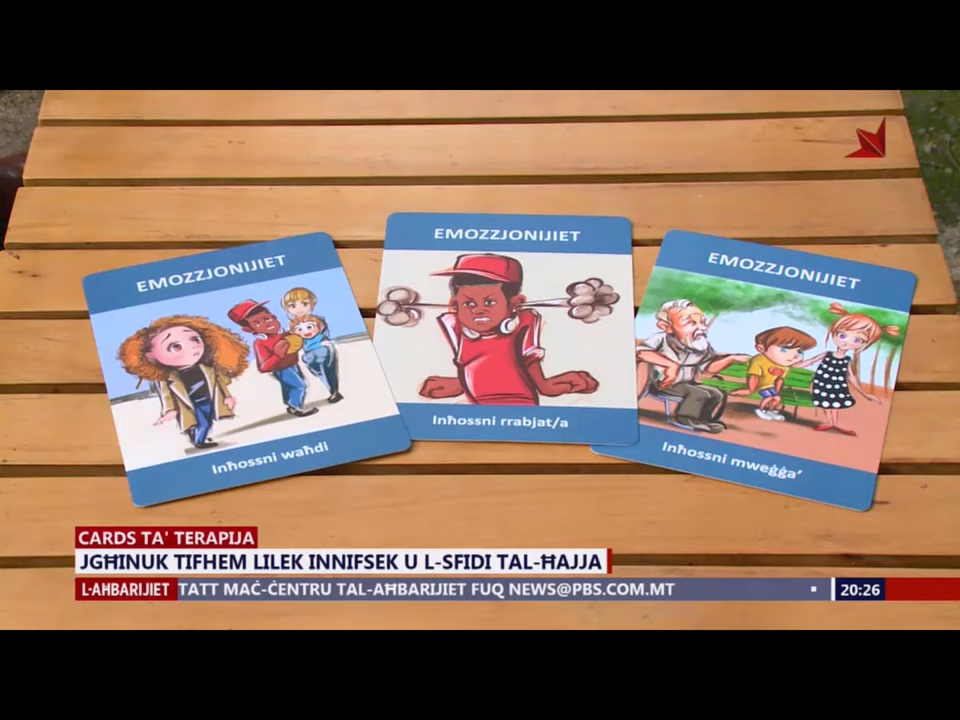 EMOZZJONIJIET
Inħossni waħdi
EMOZZJONIJIET
Inħossni rrabjat/a
EMOZZJONIJIET
Inħossni mweġġa'
CARDS TA' TERAPIJA
JGĦINUK TIFHEM LILEK INNIFSEK U L-SFIDI TAL-ĦAJJA
L-AĦBARIJIET TATT MAĊ-ĊENTRU TAL-AĦBARIJIET FUQ NEWS@PBS.COM.MT 20:26